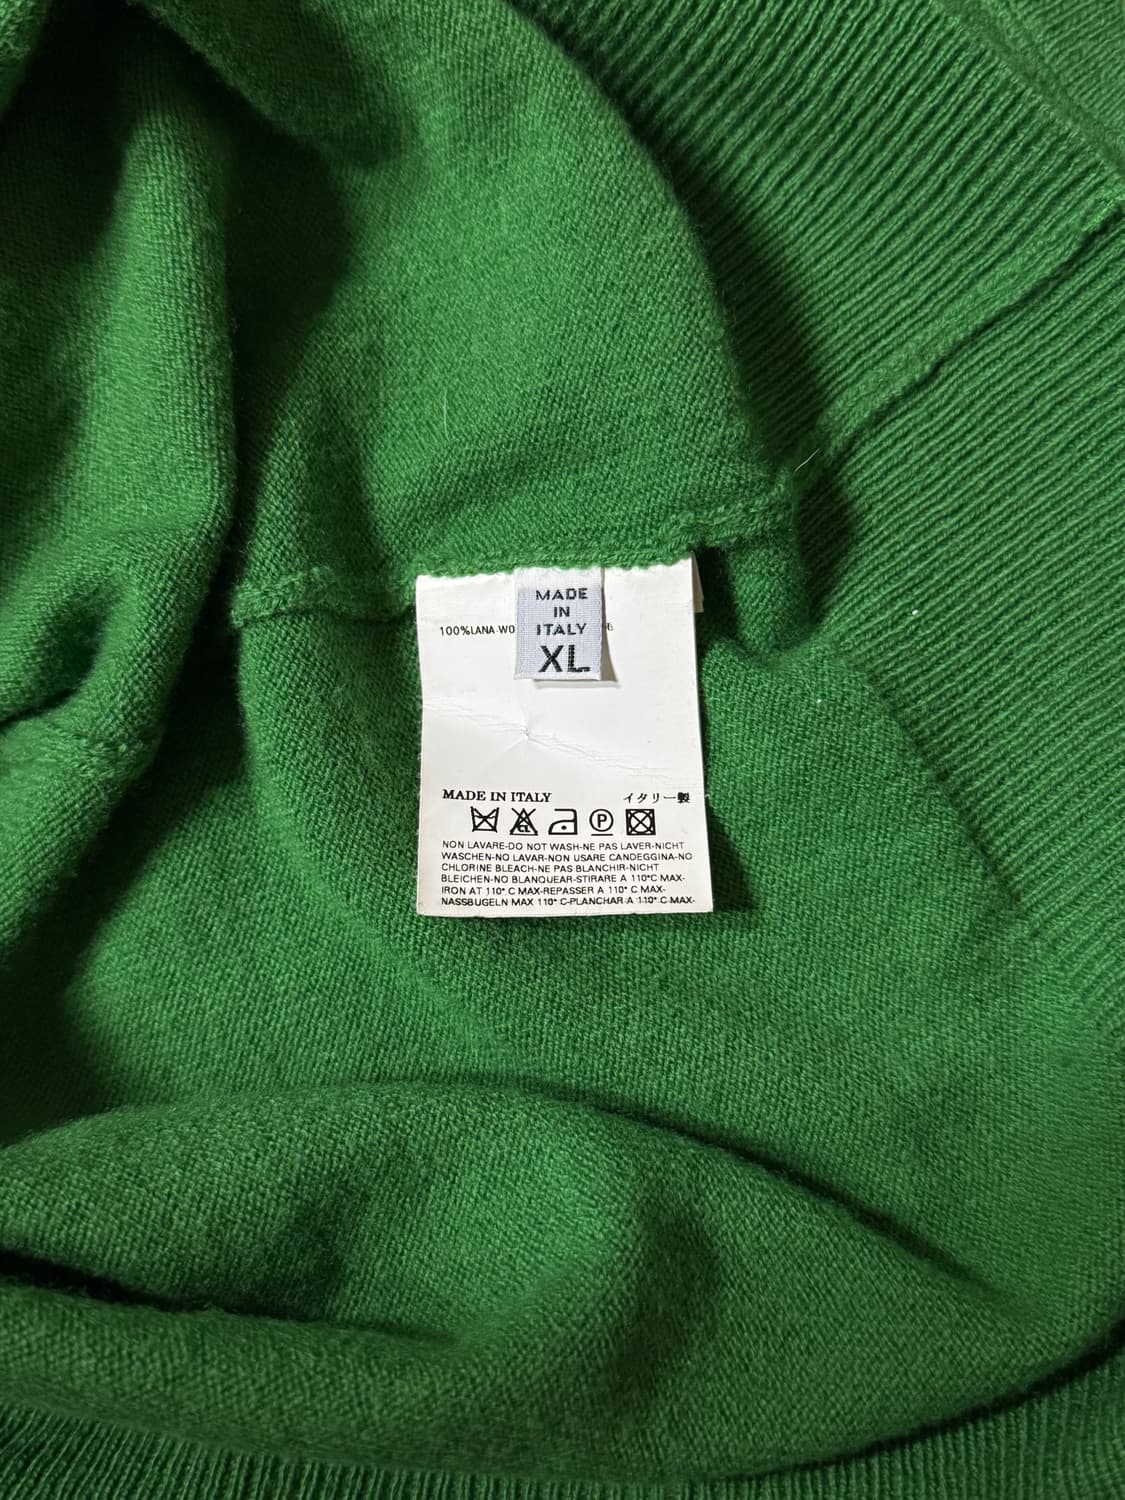 MADE
IN
ITALY
XL
100%LANA-WO
MADE IN ITALY イタリー製
CL P
NON LAVARE-DO NOT WASH-NE PAS LAVER-NICHT
WASCHEN-NO LAVAR-NON USARE CANDEGGINA-NO
CHLORINE BLEACH-NE PAS BLANCHIR-NICHT
BLEICHEN-NO BLANQUEAR-STIRARE A 110°C MAX-
IRON AT 110° C MAX-REPASSER A 110° C MAX-
NASSBUGELN MAX 110° C-PLANCHAR A 110° C MAX-